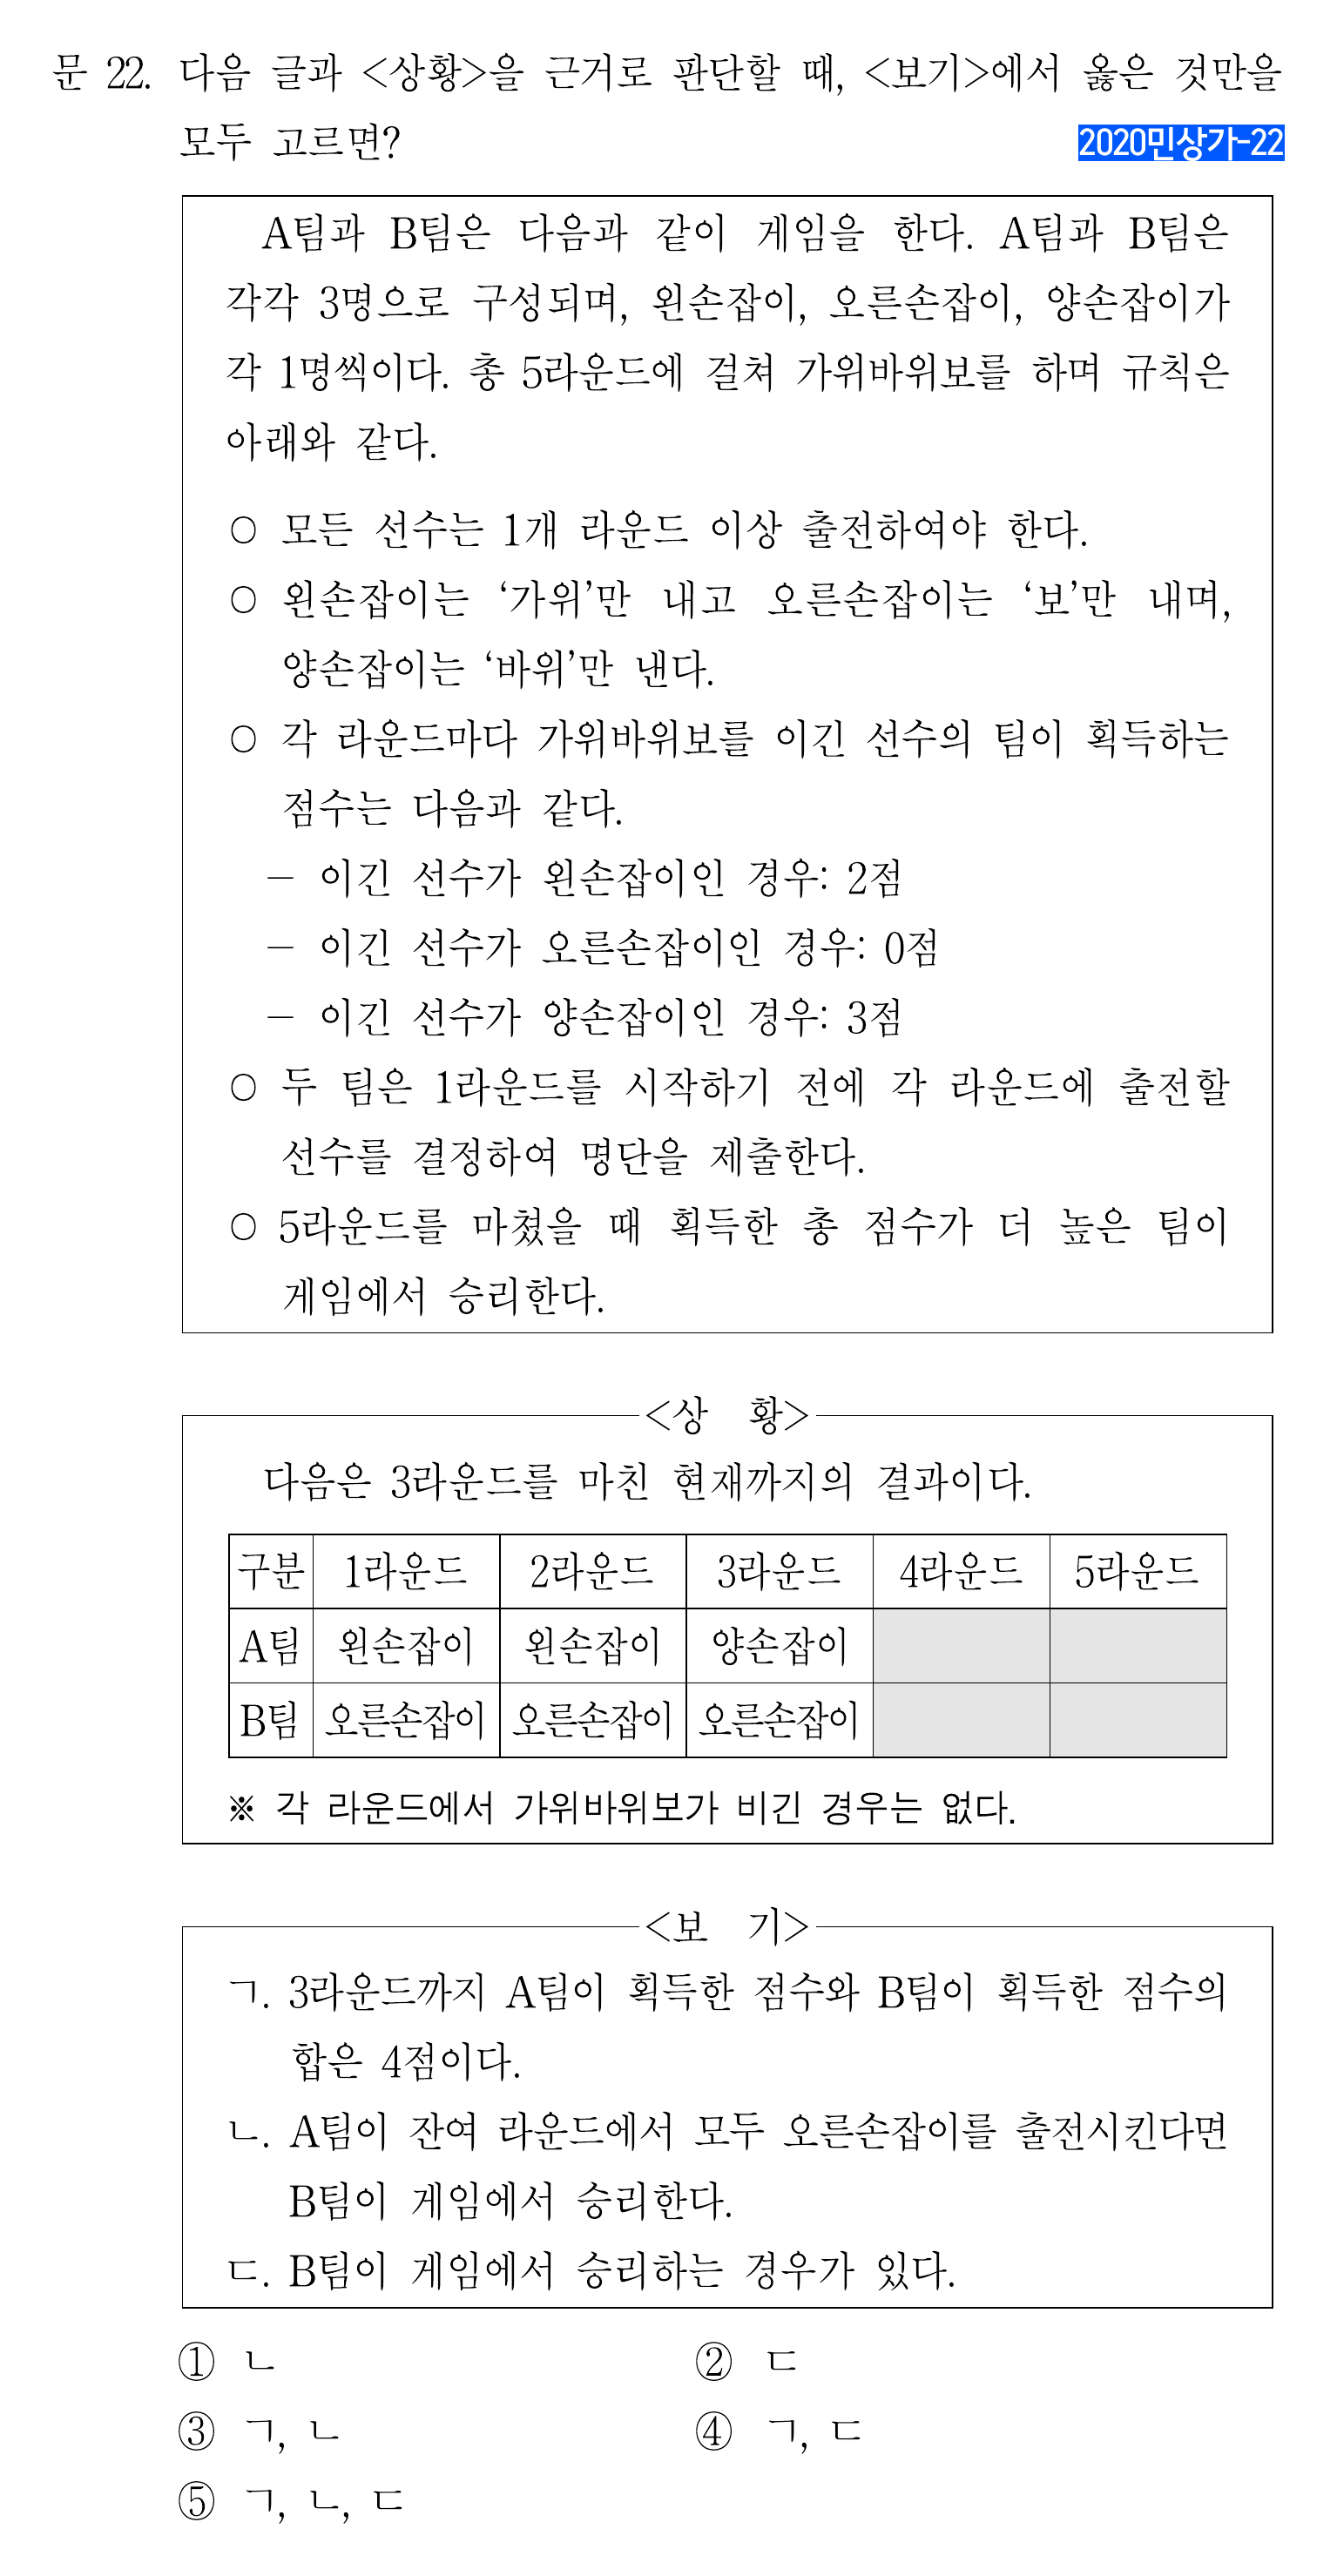 문 22. 다음 글과 <상황>을 근거로 판단할 때, <보기>에서 옳은 것만을
모두 고르면?
2020민상가-22
A팀과 B팀은 다음과 같이 게임을 한다. A팀과 B팀은
각각 3명으로 구성되며, 왼손잡이, 오른손잡이, 양손잡이가
각 1명씩이다. 총 5라운드에 걸쳐 가위바위보를 하며 규칙은
아래와 같다.
○ 모든 선수는 1개 라운드 이상 출전하여야 한다.
○ 왼손잡이는 ‘가위’만 내고 오른손잡이는 ‘보’만 내며,
양손잡이는 ‘바위’만 낸다.
○ 각 라운드마다 가위바위보를 이긴 선수의 팀이 획득하는
점수는 다음과 같다.
– 이긴 선수가 왼손잡이인 경우: 2점
– 이긴 선수가 오른손잡이인 경우: 0점
– 이긴 선수가 양손잡이인 경우: 3점
○ 두 팀은 1라운드를 시작하기 전에 각 라운드에 출전할
선수를 결정하여 명단을 제출한다.
○ 5라운드를 마쳤을 때 획득한 총 점수가 더 높은 팀이
게임에서 승리한다.
<상 황>
다음은 3라운드를 마친 현재까지의 결과이다.
구분 1라운드 2라운드 3라운드 4라운드 5라운드
A팀 왼손잡이 왼손잡이 양손잡이
B팀 오른손잡이 오른손잡이 오른손잡이
※ 각 라운드에서 가위바위보가 비긴 경우는 없다.
<보 기>
ㄱ. 3라운드까지 A팀이 획득한 점수와 B팀이 획득한 점수의
합은 4점이다.
ㄴ. A팀이 잔여 라운드에서 모두 오른손잡이를 출전시킨다면
B팀이 게임에서 승리한다.
ㄷ. B팀이 게임에서 승리하는 경우가 있다.
① ㄴ ② ㄷ
③ ㄱ, ㄴ ④ ㄱ, ㄷ
⑤ ㄱ, ㄴ, ㄷ